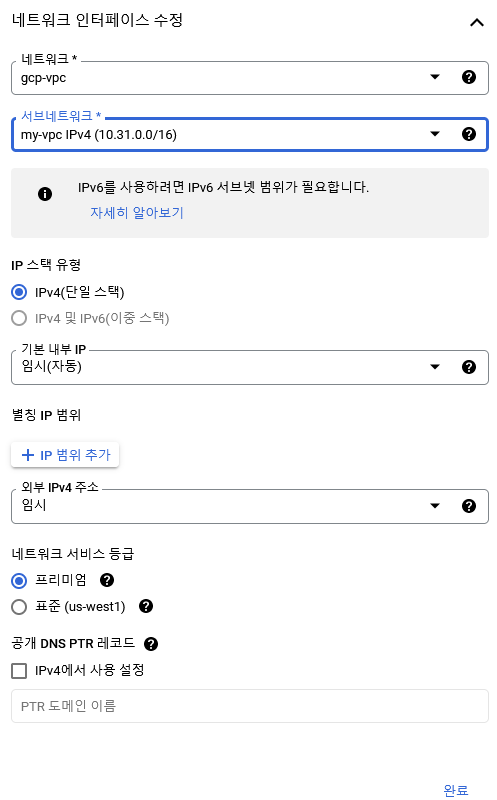 네트워크 인터페이스 수정
네트워크 *
gcp-vpc
서브네트워크 *
my-vpc IPv4 (10.31.0.0/16)
IPv6를 사용하려면 IPv6 서브넷 범위가 필요합니다.
자세히 알아보기
IP 스택 유형
IPv4(단일 스택)
IPv4 및 IPv6(이중 스택)
기본 내부 IP
임시(자동)
별칭 IP 범위
+ IP 범위 추가
외부 IPv4 주소
임시
네트워크 서비스 등급
프리미엄
표준 (us-west1)
공개 DNS PTR 레코드
IPv4에서 사용 설정
PTR 도메인 이름
완료